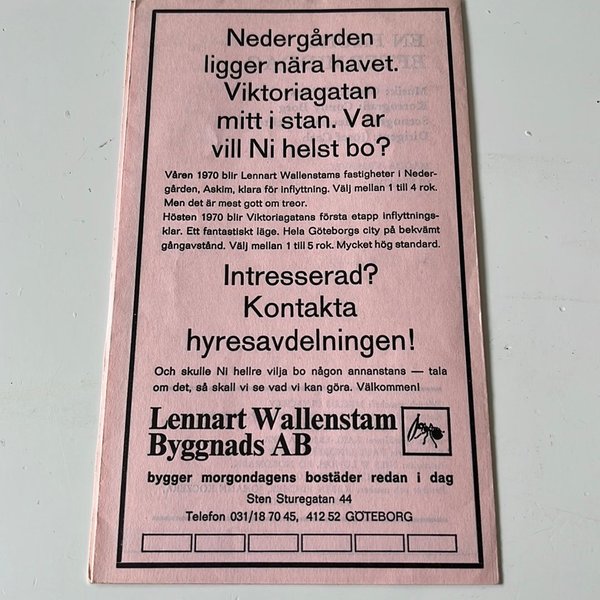 Nedergården
ligger nära havet.
Viktoriagatan
mitt i stan. Var
vill Ni helst bo?
Våren 1970 blir Lennart Wallenstams fastigheter i Neder-
gården, Askim, klara för inflyttning. Välj mellan 1 till 4 rok.
Men det är mest gott om treor.
Hösten 1970 blir Viktoriagatans första etapp inflyttnings-
klar. Ett fantastiskt läge. Hela Göteborgs city på bekvämt
gångavstånd. Välj mellan 1 till 5 rok. Mycket hög standard.
Intresserad?
Kontakta
hyresavdelningen!
Och skulle Ni hellre vilja bo någon annanstans — tala
om det, så skall vi se vad vi kan göra. Välkommen!
Lennart Wallenstam
Byggnads AB
bygger morgondagens bostäder redan i dag
Sten Sturegatan 44
Telefon 031/18 70 45, 412 52 GÖTEBORG